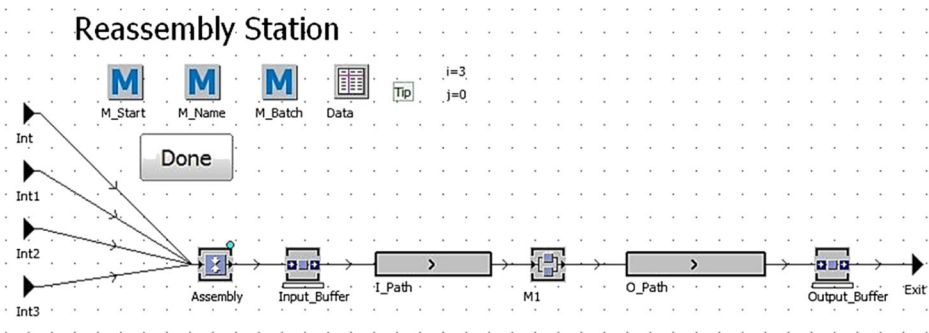 Reassembly Station
M M M Tip i=3
j=0
M_Start M_Name M_Batch Data
Int
Done
Int1
Int2
Assembly Input_Buffer I_Path M1 O_Path Output_Buffer Exit
Int3